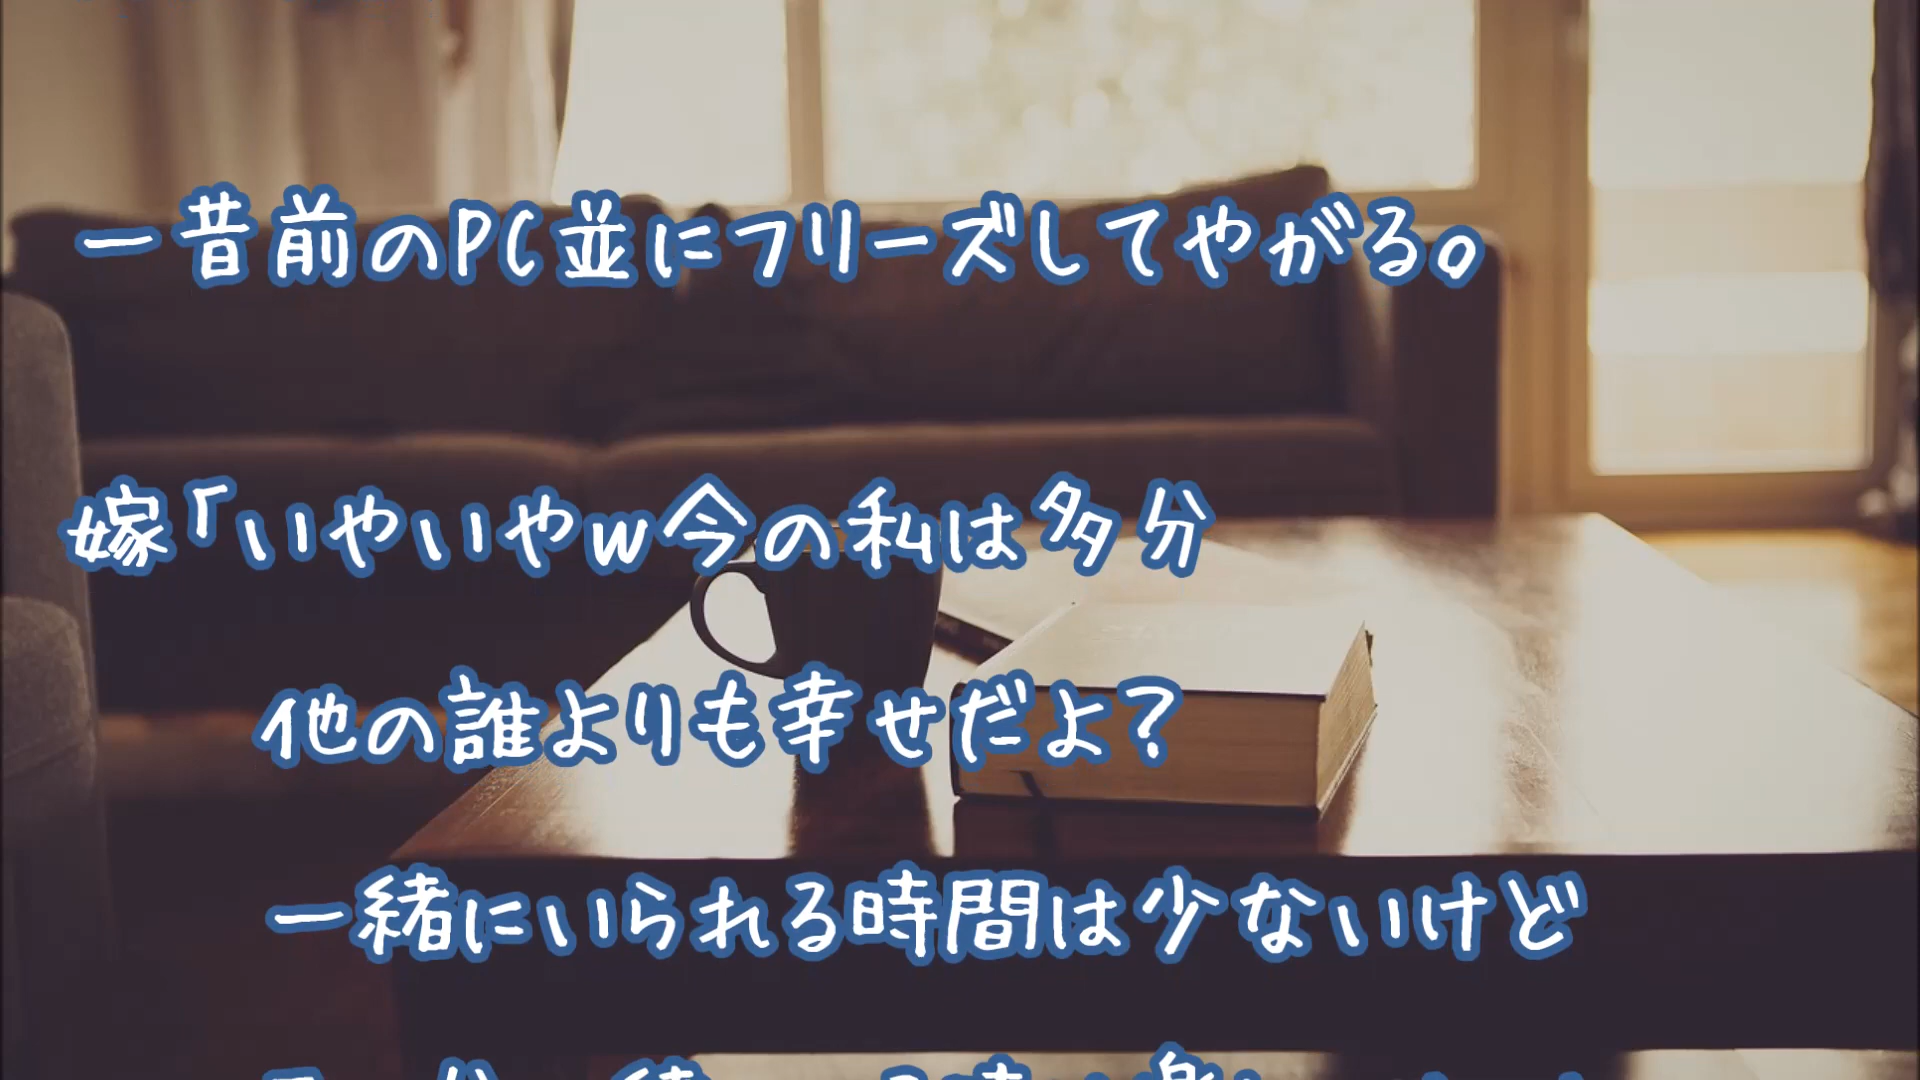 一昔前のPC並にフリーズしてやがる。
嫁「いやいやw今の私は多分
他の誰よりも幸せだよ?
一緒にいられる時間は少ないけど